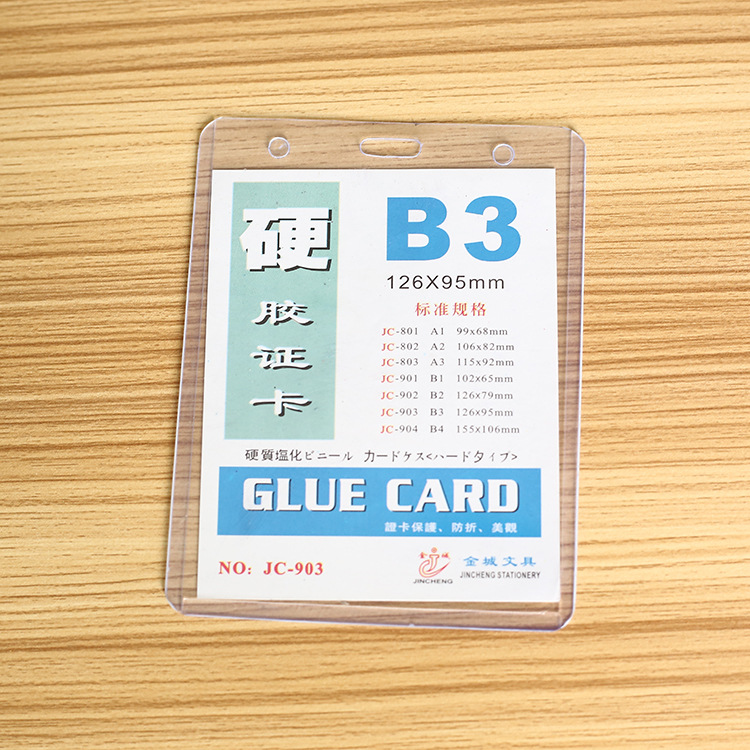 硬
胶
证
卡
B3
126X95mm
标准规格
JC-801 A1 99x68mm
JC-802 A2 106x82mm
JC-803 A3 115x92mm
JC-901 B1 102x65mm
JC-902 B2 126x79mm
JC-903 B3 126x95mm
JC-904 B4 155x106mm
硬質塩化ビニール カードケス<ハードタイプ>
GLUE CARD
證卡保護、防折、美觀
NO: JC-903
金城
JINCHENG
金城文具
JINCHENG STATIONERY